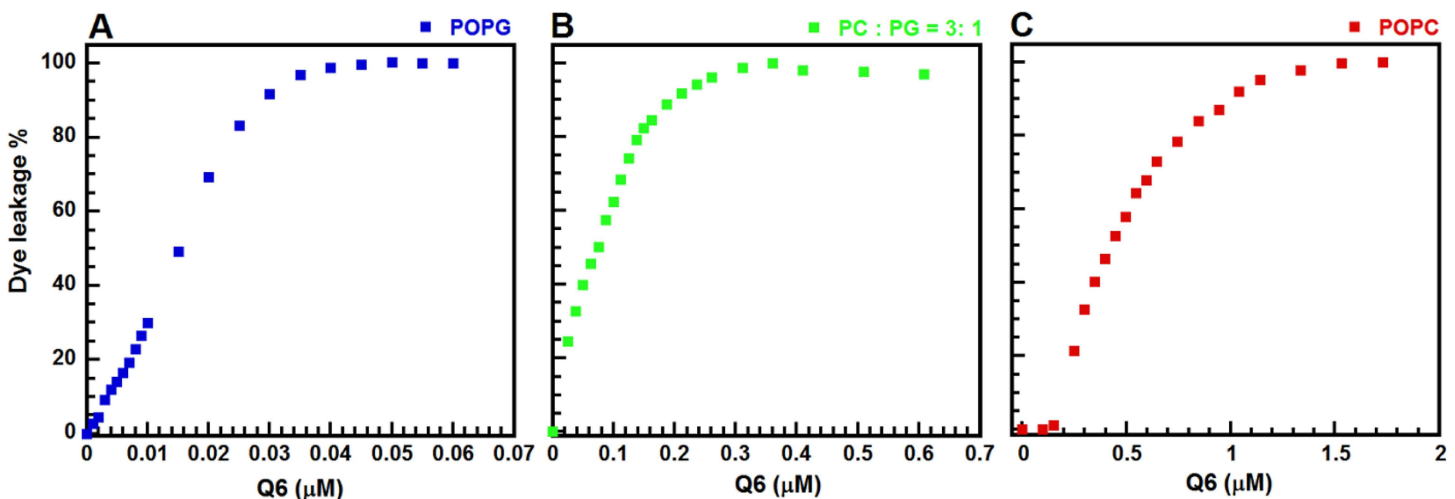 A
POPG
B
PC : PG = 3: 1
C
POPC
Dye leakage %
100
80
60
40
20
0
0 0.01 0.02 0.03 0.04 0.05 0.06 0.07
0 0.1 0.2 0.3 0.4 0.5 0.6 0.7
0 0.5 1 1.5 2
Q6 (μM)
Q6 (μM)
Q6 (μM)